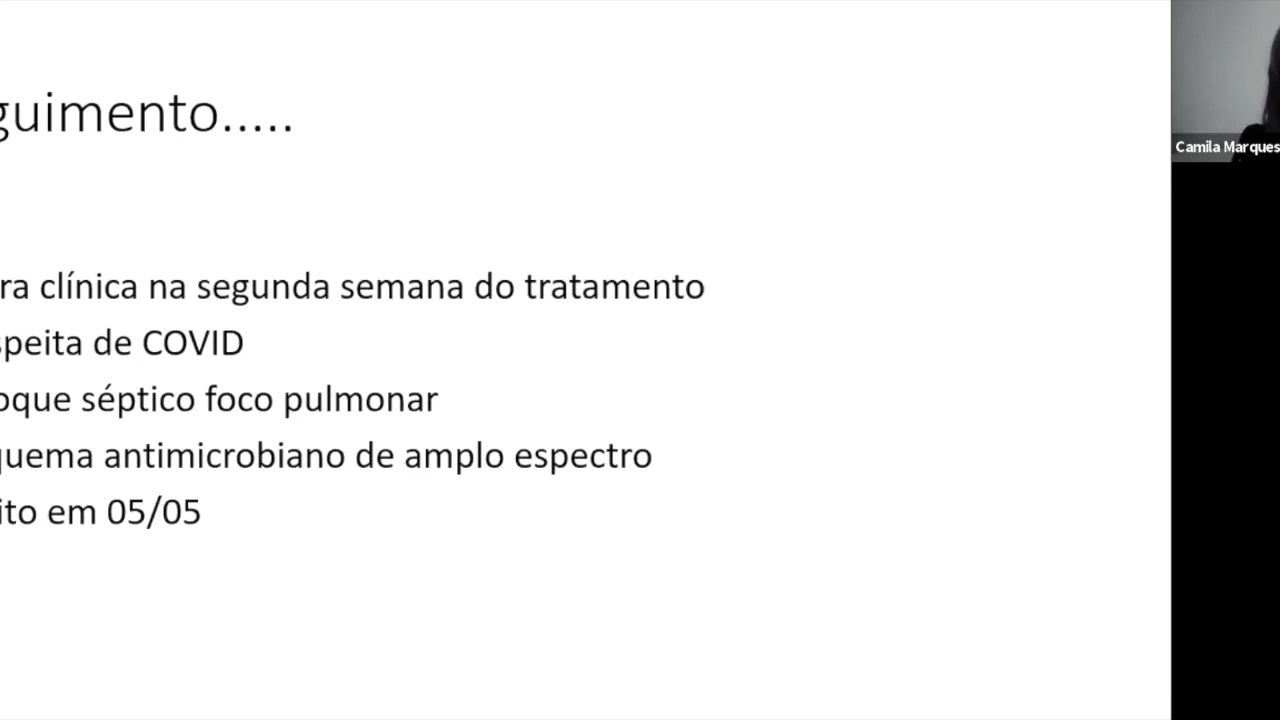 guimento.....
Camila Marques
ra clínica na segunda semana do tratamento
speita de COVID
oque séptico foco pulmonar
quema antimicrobiano de amplo espectro
ito em 05/05